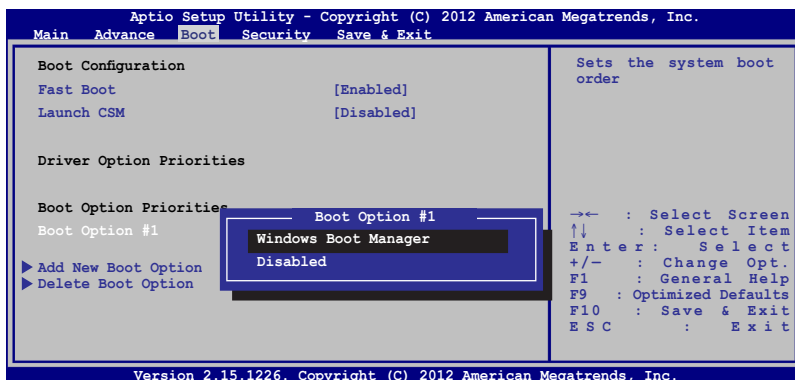 Aptio Setup Utility - Copyright (C) 2012 American Megatrends, Inc.
Main Advance Boot Security Save & Exit
Boot Configuration
Fast Boot [Enabled]
Launch CSM [Disabled]
Driver Option Priorities
Boot Option Priorities
Boot Option #1
Add New Boot Option
Delete Boot Option
Boot Option #1
Windows Boot Manager
Disabled
Sets the system boot
order
→← : Select Screen
↑↓ : Select Item
Enter: Select
+/— : Change Opt.
F1 : General Help
F9 : Optimized Defaults
F10 : Save & Exit
ESC : Exit
Version 2.15.1226. Copyright (C) 2012 American Megatrends, Inc.